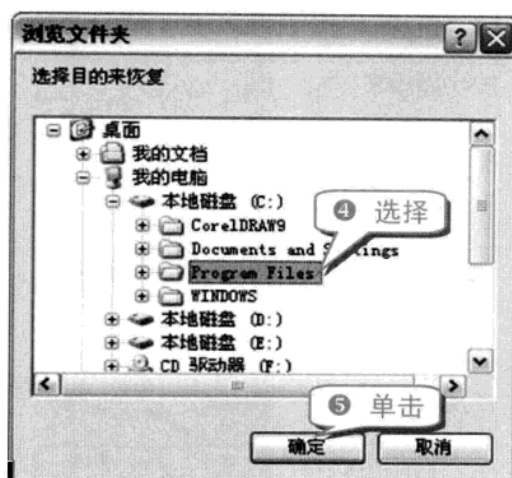 浏览文件夹
选择目的来恢复
桌面
我的文档
我的电脑
本地磁盘 (C:)
❹ 选择
CorelDRAW9
Documents and Settings
Program Files
WINDOWS
本地磁盘 (D:)
本地磁盘 (E:)
CD 驱动器 (F:)
❺ 单击
确定
取消